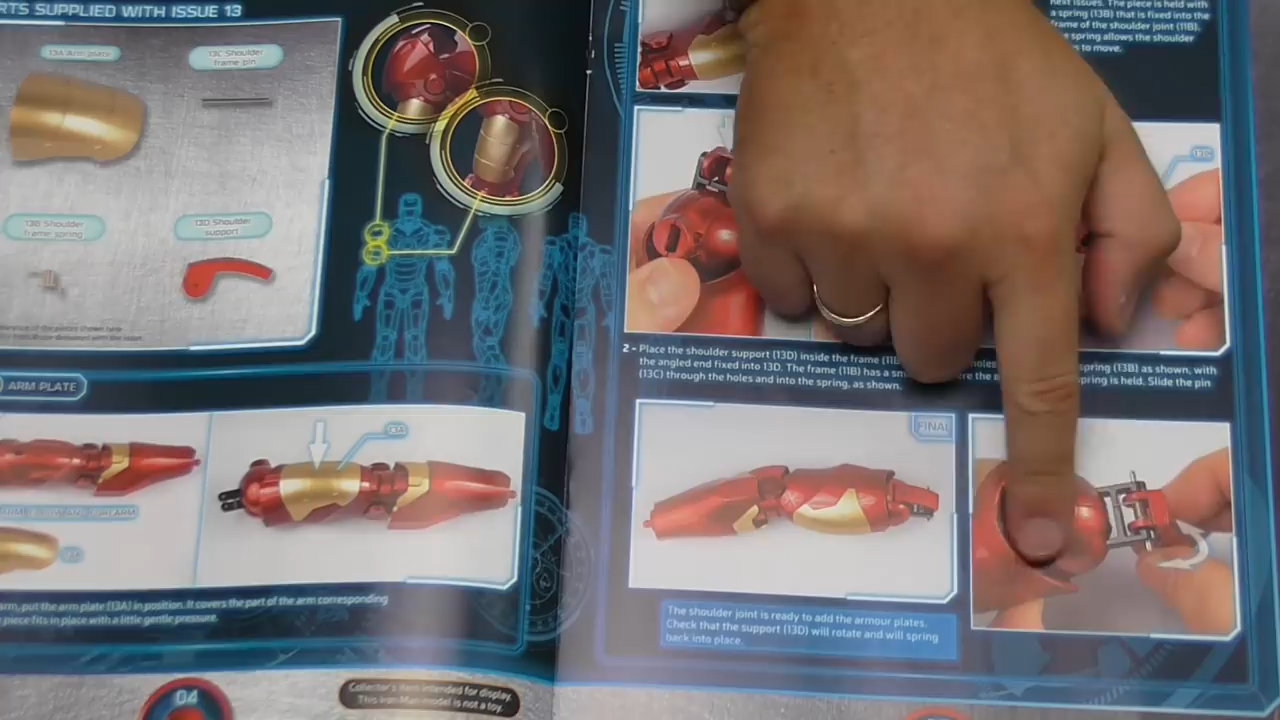 RTS SUPPLIED WITH ISSUE 13
13A Arm plate
13C Shoulder
frame pin
13B Shoulder
frame spring
13D Shoulder
support
ARM PLATE
13A
arm, put the arm plate (13A) in position. It covers the part of the arm corresponding
piece fits in place with a little gentle pressure.
04
Collector's item intended for display.
This Iron Man model is not a toy.
next issues. The piece is held with
a spring (13B) that is fixed into the
frame of the shoulder joint (11B).
spring allows the shoulder
to move.
13C
2 - Place the shoulder support (13D) inside the frame (11B spring (13B) as shown, with
the angled end fixed into 13D. The frame (11B) has a spring is held. Slide the pin
(13C) through the holes and into the spring, as shown.
FINAL
The shoulder joint is ready to add the armour plates.
Check that the support (13D) will rotate and will spring
back into place.